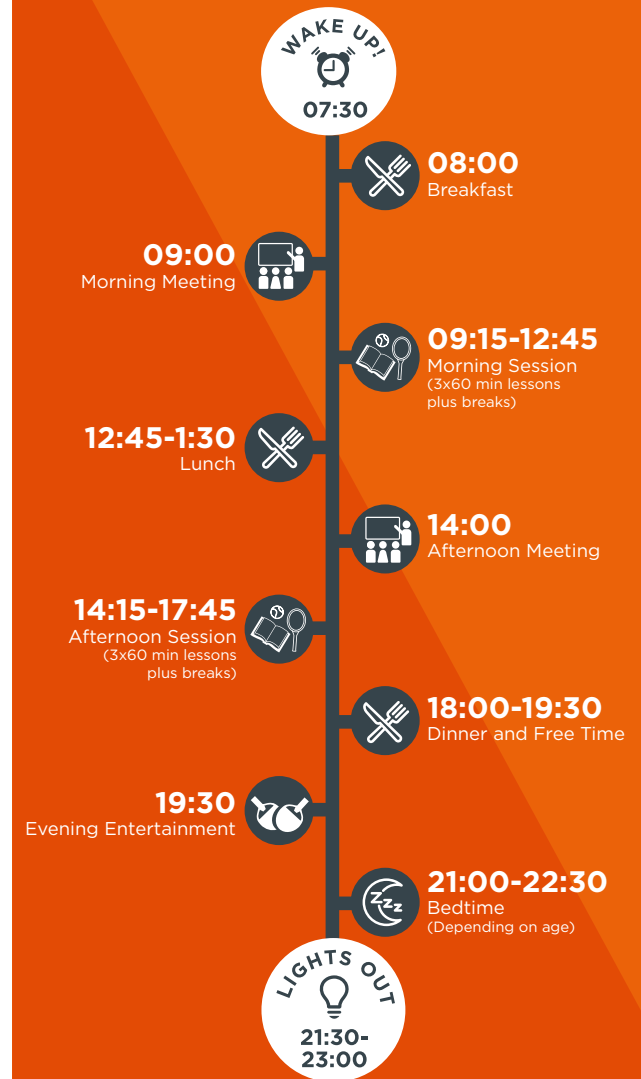 WAKE UP!
07:30
08:00
Breakfast
09:00
Morning Meeting
09:15-12:45
Morning Session
(3x60 min lessons
plus breaks)
12:45-1:30
Lunch
14:00
Afternoon Meeting
14:15-17:45
Afternoon Session
(3x60 min lessons
plus breaks)
18:00-19:30
Dinner and Free Time
19:30
Evening Entertainment
21:00-22:30
Bedtime
(Depending on age)
ZZZ
LIGHTS OUT
21:30-
23:00